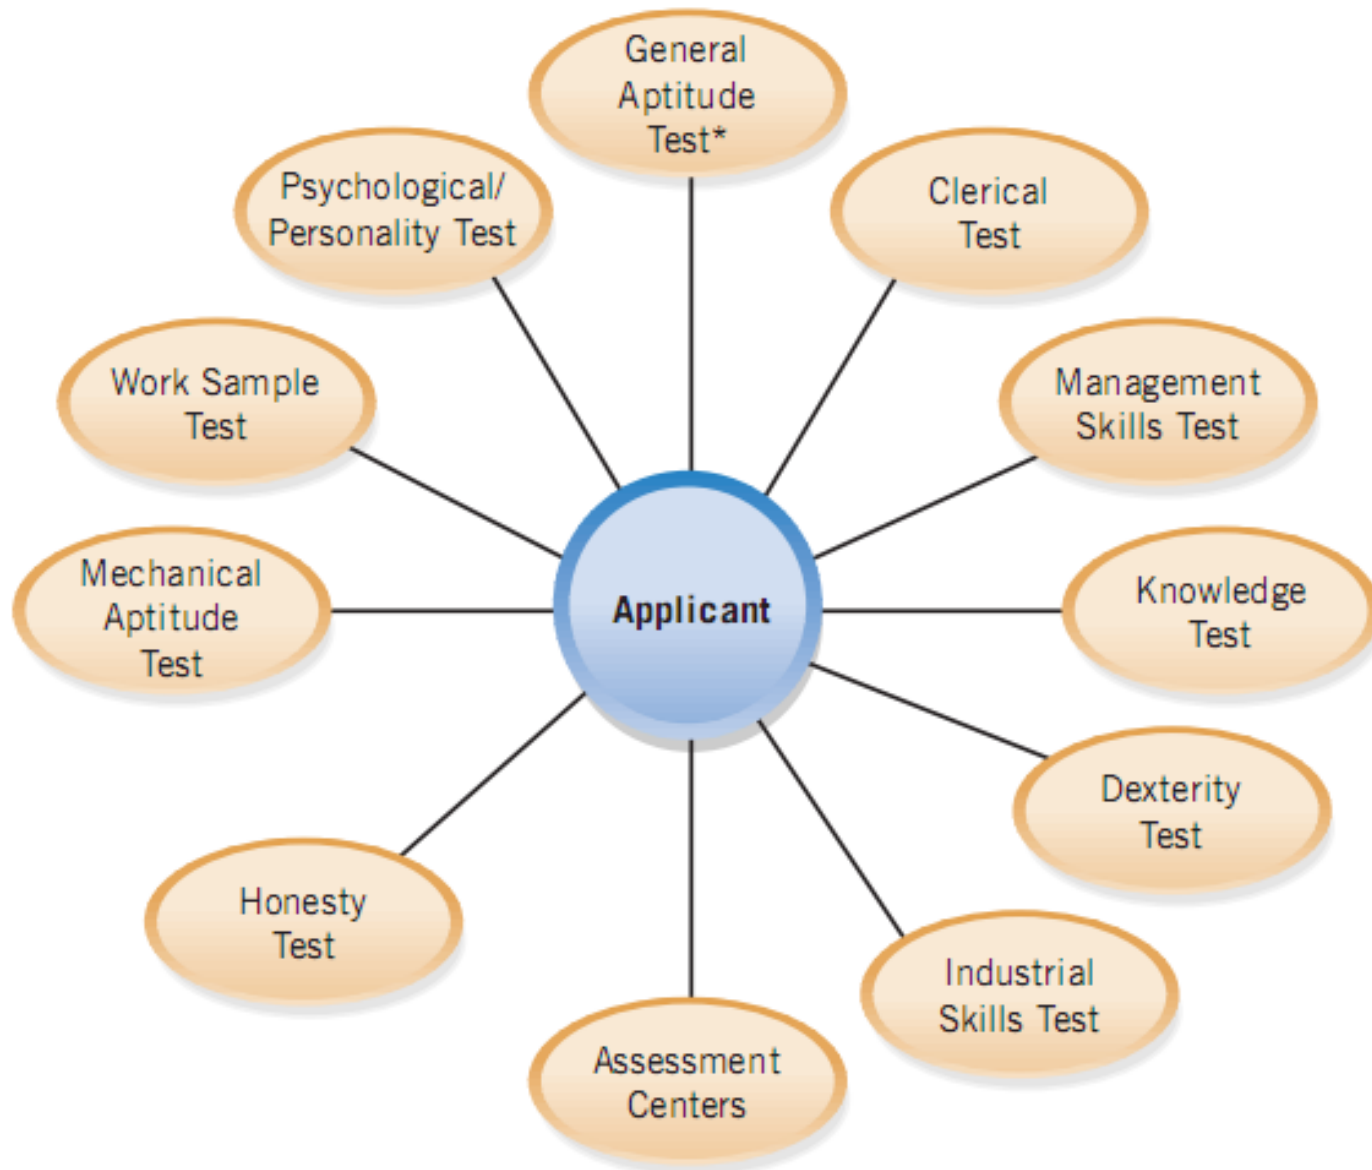 General
Aptitude
Test*
Psychological/
Personality Test
Clerical
Test
Work Sample
Test
Management
Skills Test
Mechanical
Aptitude
Test
Applicant
Knowledge
Test
Dexterity
Test
Honesty
Test
Industrial
Skills Test
Assessment
Centers